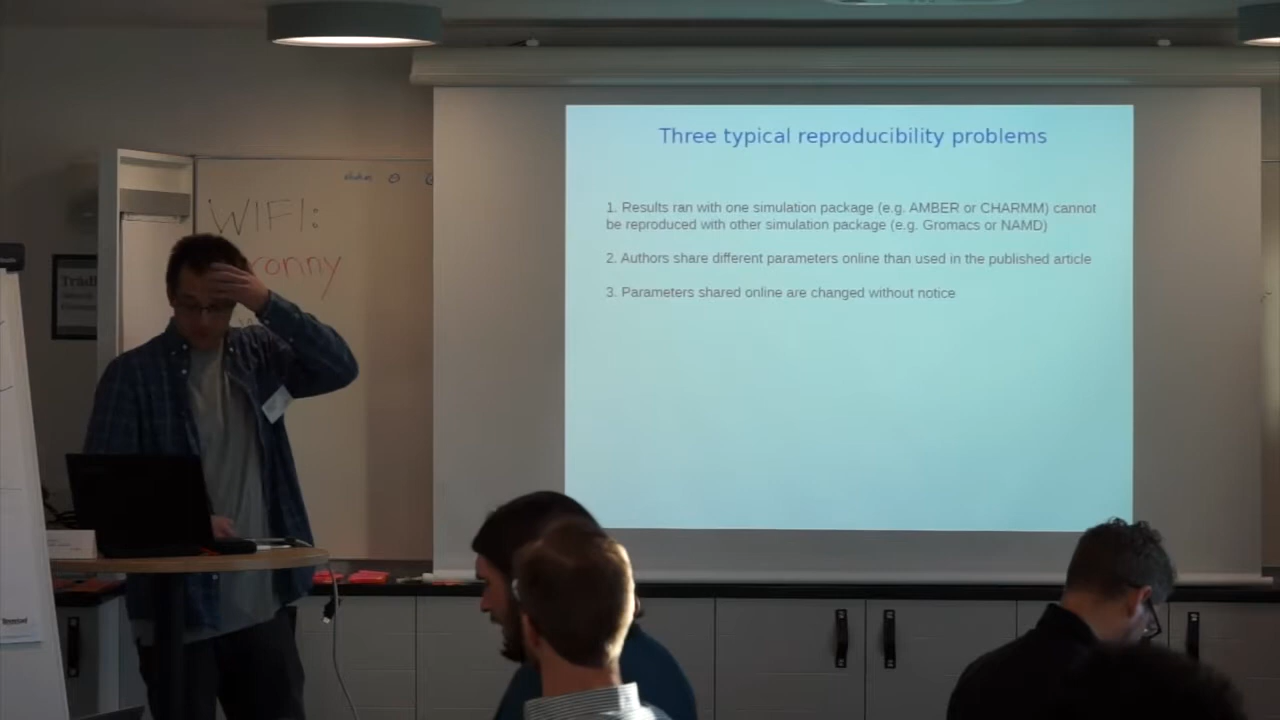 Three typical reproducibility problems
1. Results ran with one simulation package (e.g. AMBER or CHARMM) cannot
be reproduced with other simulation package (e.g. Gromacs or NAMD)
2. Authors share different parameters online than used in the published article
3. Parameters shared online are changed without notice
WIFI:
ronny